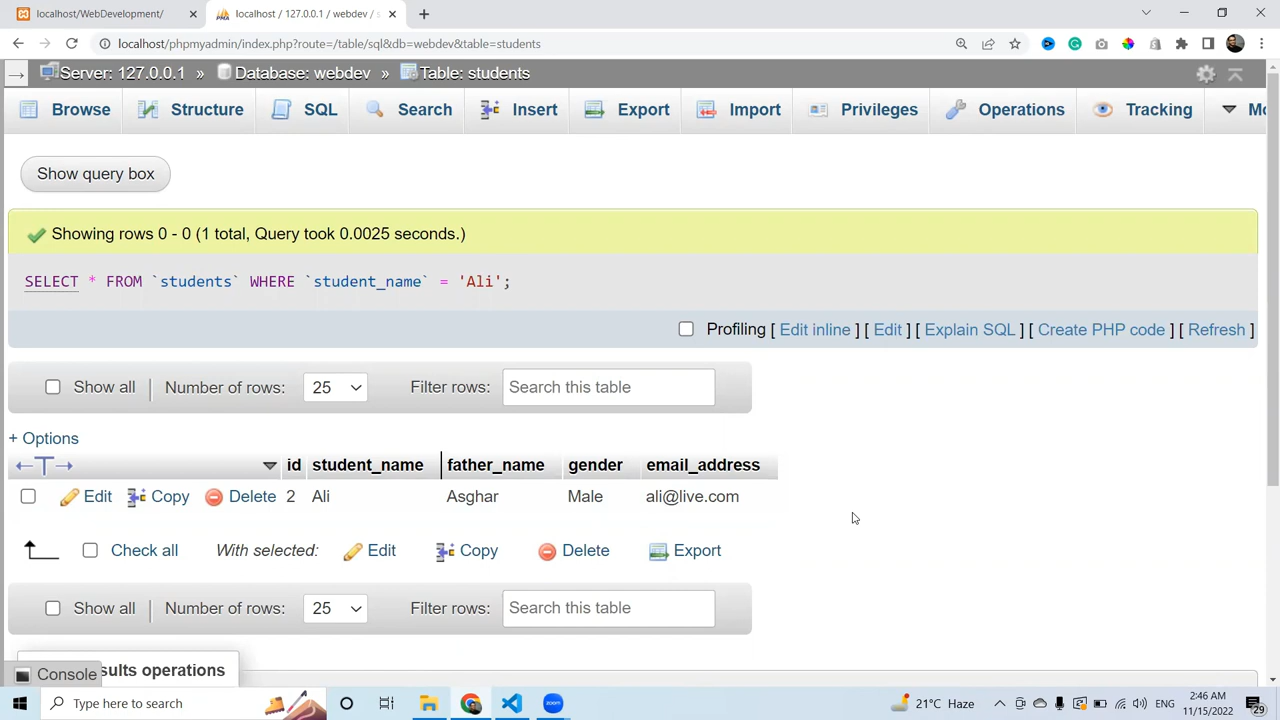 localhost/WebDevelopment/
localhost / 127.0.0.1 / webdev /
localhost/phpmyadmin/index.php?route=/table/sql&db=webdev&table=students
Server: 127.0.0.1 » Database: webdev » Table: students
Browse Structure SQL Search Insert Export Import Privileges Operations Tracking
Show query box
Showing rows 0 - 0 (1 total, Query took 0.0025 seconds.)
SELECT * FROM `students` WHERE `student_name` = 'Ali';
Profiling [ Edit inline ] [ Edit ] [ Explain SQL ] [ Create PHP code ] [ Refresh ]
Show all Number of rows: 25 Filter rows: Search this table
+ Options
←T→ id student_name father_name gender email_address
Edit Copy Delete 2 Ali Asghar Male ali@live.com
Check all With selected: Edit Copy Delete Export
Show all Number of rows: 25 Filter rows: Search this table
Console sults operations
Type here to search
zoom
21°C Haze
ENG
2:46 AM
11/15/2022
29